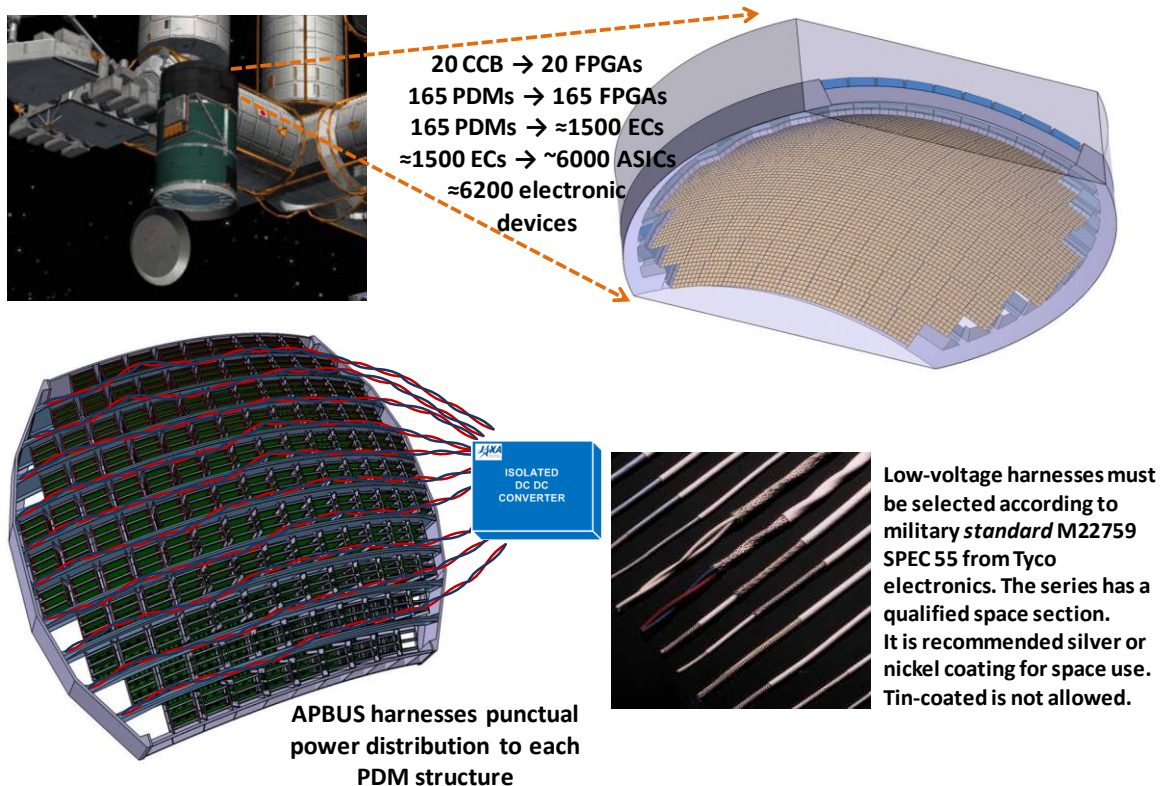 20 CCB → 20 FPGAs
165 PDMs → 165 FPGAs
165 PDMs → ≈1500 ECs
≈1500 ECs → ~6000 ASICs
≈6200 electronic
devices
JAXA
ISOLATED
DC DC
CONVERTER
APBUS harnesses punctual
power distribution to each
PDM structure
Low-voltage harnesses must
be selected according to
military standard M22759
SPEC 55 from Tyco
electronics. The series has a
qualified space section.
It is recommended silver or
nickel coating for space use.
Tin-coated is not allowed.